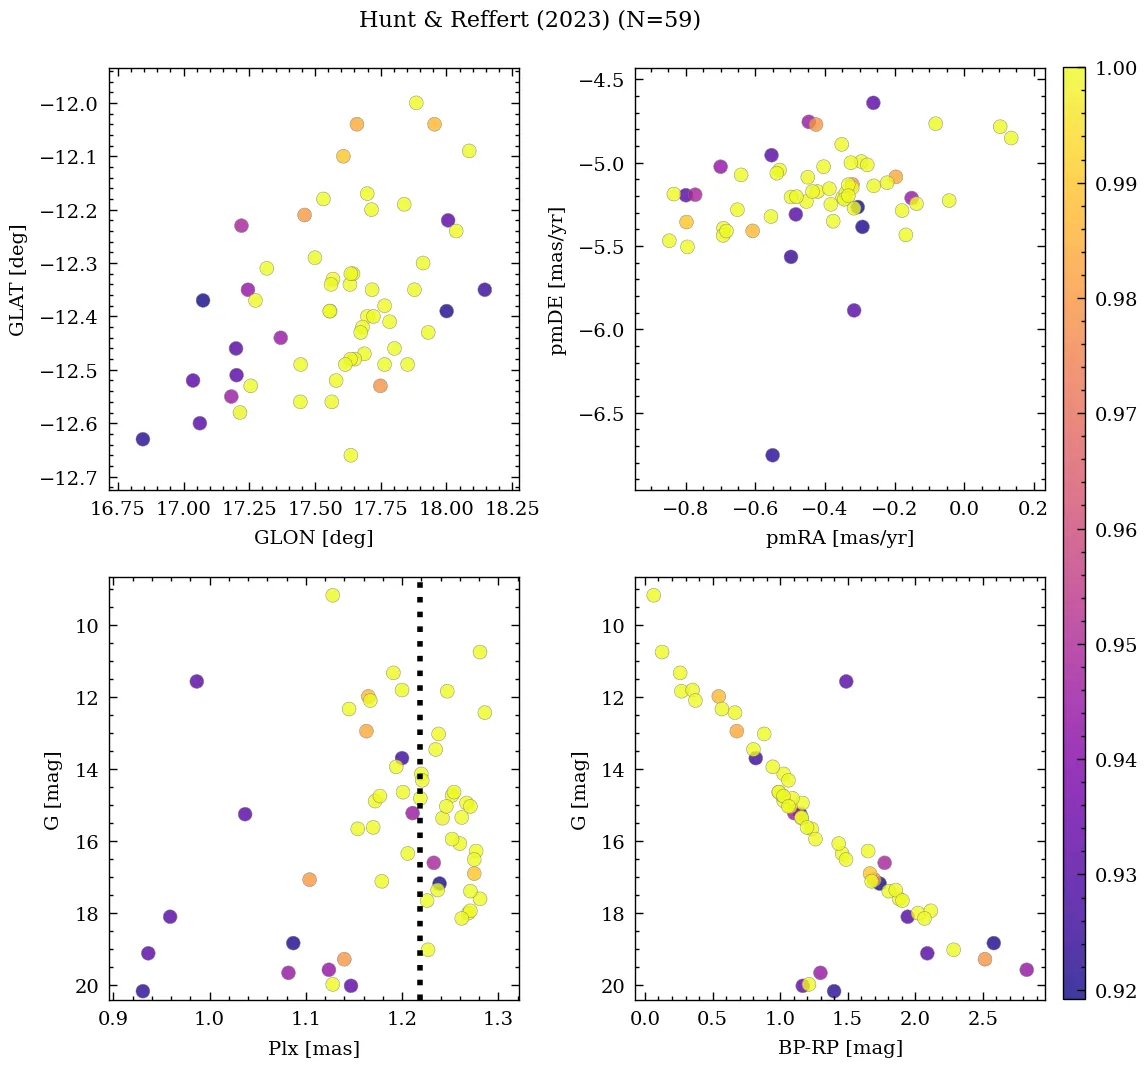 Hunt & Reffert (2023) (N=59)
−12.0
−12.1
−12.2
−12.3
−12.4
−12.5
−12.6
−12.7
GLAT [deg]
16.75 17.00 17.25 17.50 17.75 18.00 18.25
GLON [deg]
−4.5
−5.0
−5.5
−6.0
−6.5
pmDE [mas/yr]
−0.8 −0.6 −0.4 −0.2 0.0 0.2
pmRA [mas/yr]
10
12
14
16
18
20
G [mag]
0.9 1.0 1.1 1.2 1.3
Plx [mas]
10
12
14
16
18
20
G [mag]
0.0 0.5 1.0 1.5 2.0 2.5
BP-RP [mag]
1.00
0.99
0.98
0.97
0.96
0.95
0.94
0.93
0.92